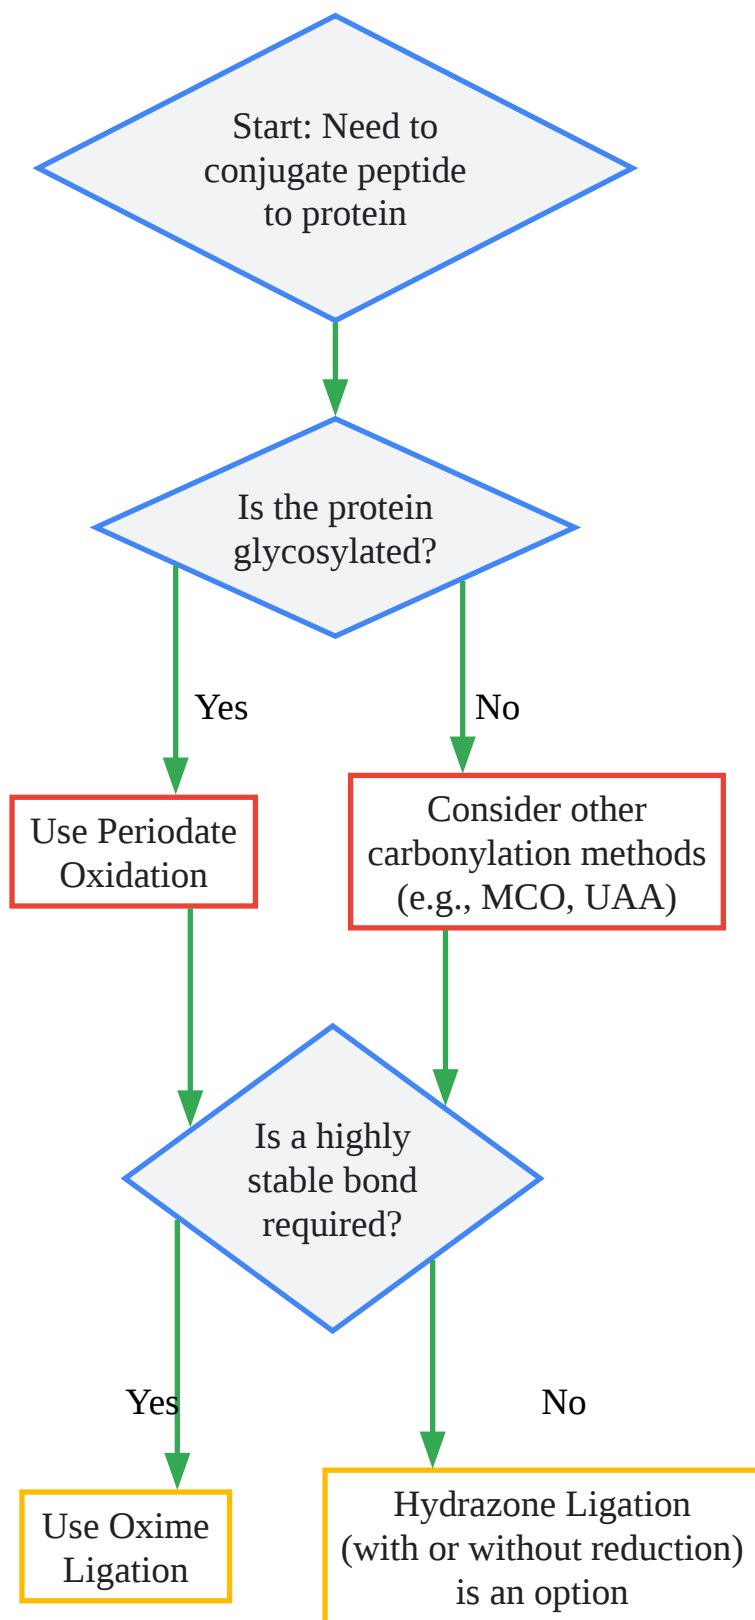 Start: Need to
conjugate peptide
to protein
Is the protein
glycosylated?
Yes
No
Use Periodate
Oxidation
Consider other
carbonylation methods
(e.g., MCO, UAA)
Is a highly
stable bond
required?
Yes
No
Use Oxime
Ligation
Hydrazone Ligation
(with or without reduction)
is an option